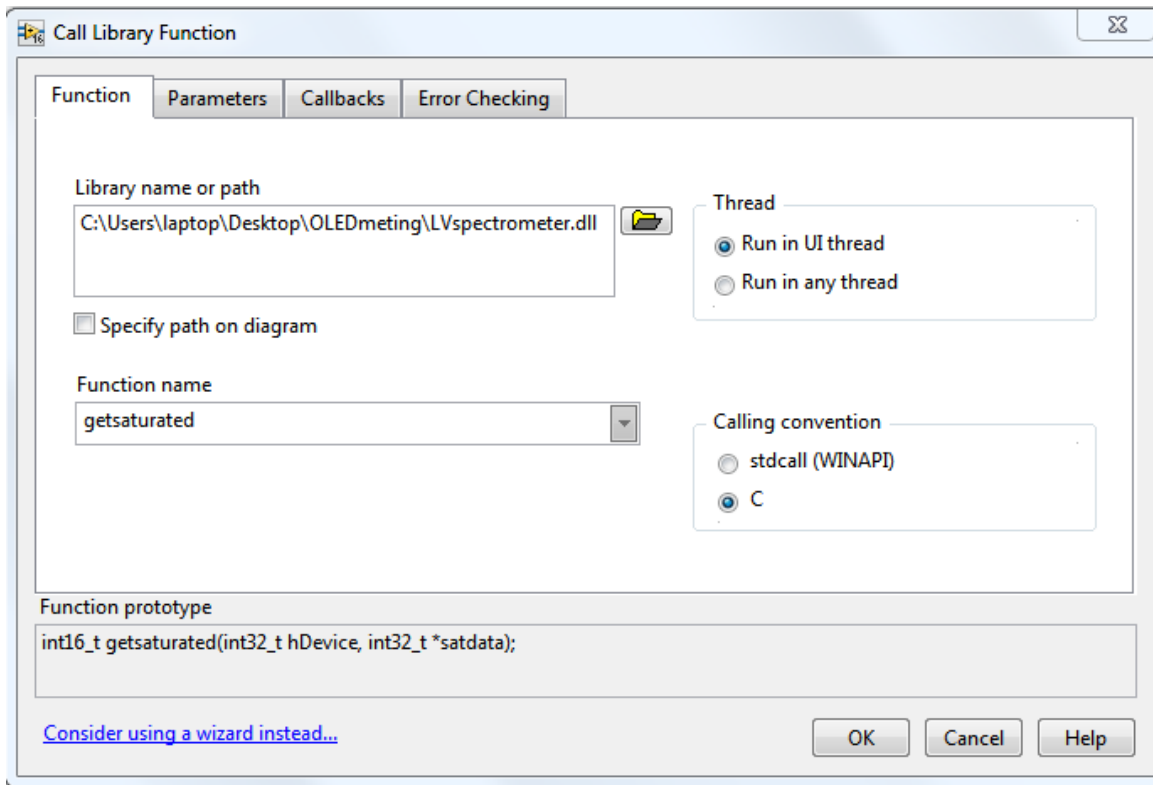 Call Library Function
Function
Parameters
Callbacks
Error Checking
Library name or path
C:\Users\laptop\Desktop\OLEDmeting\LVspectrometer.dll
Specify path on diagram
Function name
getsaturated
Thread
Run in UI thread
Run in any thread
Calling convention
stdcall (WINAPI)
C
Function prototype
int16_t getsaturated(int32_t hDevice, int32_t *satdata);
Consider using a wizard instead...
OK
Cancel
Help